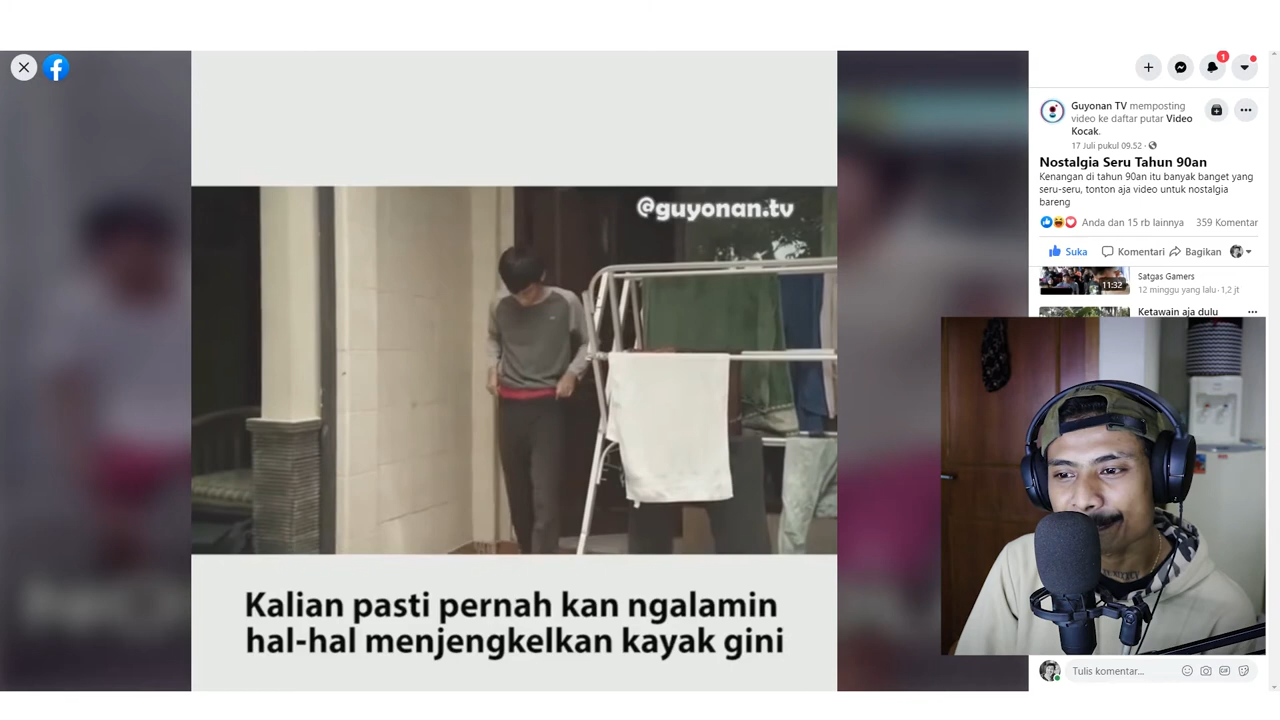 Guyonan TV memposting
video ke daftar putar Video
Kocak.
17 Juli pukul 09.52
Nostalgia Seru Tahun 90an
Kenangan di tahun 90an itu banyak banget yang
seru-seru, tonton aja video untuk nostalgia
bareng
Anda dan 15 rb lainnya 359 Komentar
Suka Komentari Bagikan
Satgas Gamers
11:32
12 minggu yang lalu · 1,2 jt
Ketawain aja dulu
1
@guyonan.tv
Kalian pasti pernah kan ngalamin
hal-hal menjengkelkan kayak gini
Tulis komentar...